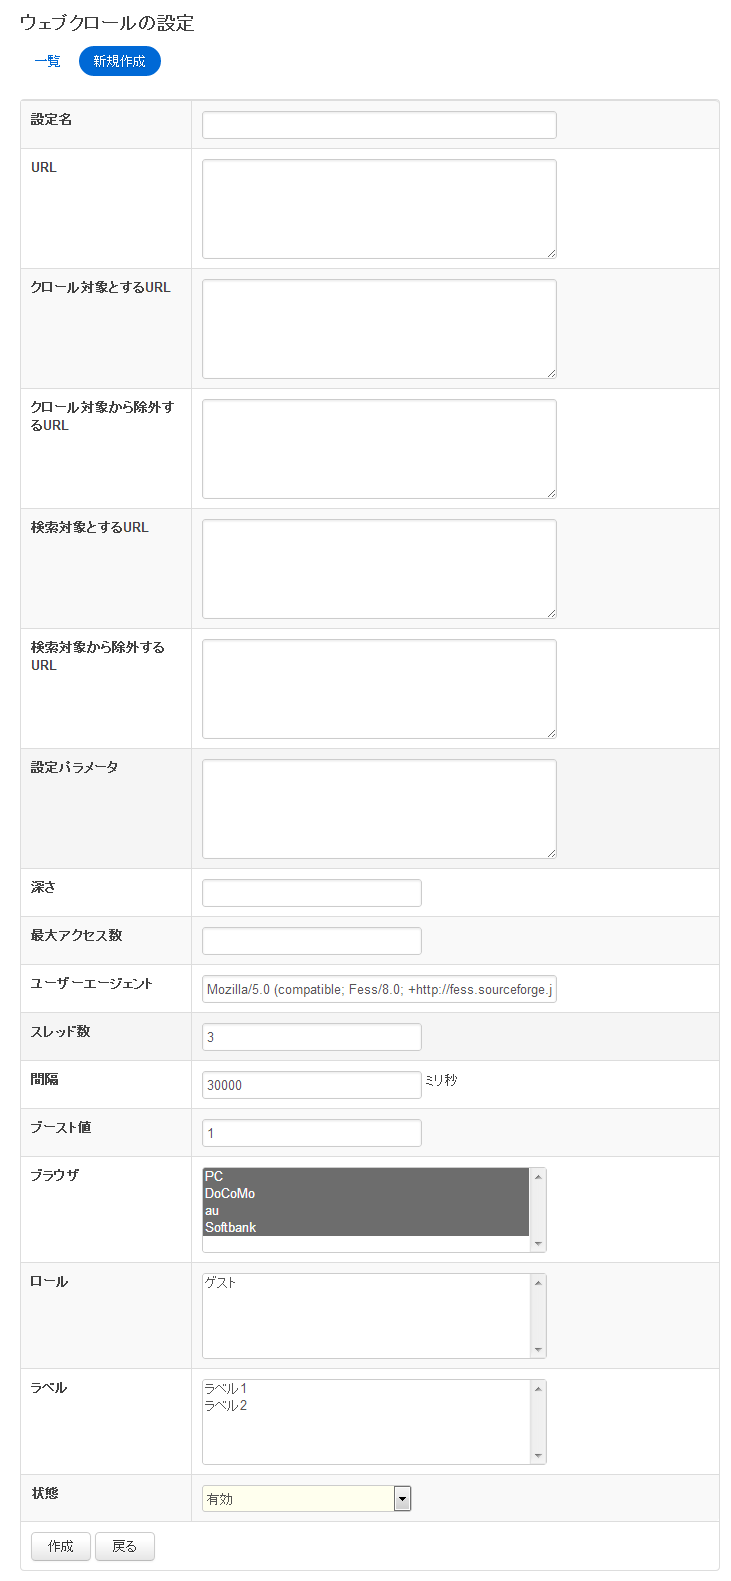 ウェブクロールの設定
一覧 新規作成
設定名
URL
クロール対象とするURL
クロール対象から除外す
るURL
検索対象とするURL
検索対象から除外する
URL
設定パラメータ
深さ
最大アクセス数
ユーザーエージェント Mozilla/5.0 (compatible; Fess/8.0; +http://fess.sourceforge.j
スレッド数 3
間隔 30000 ミリ秒
ブースト値 1
ブラウザ PC
DoCoMo
au
Softbank
ロール ゲスト
ラベル ラベル1
ラベル2
状態 有効
作成 戻る